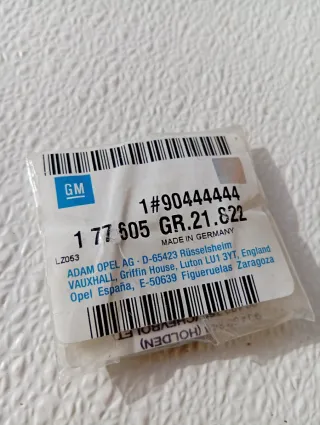 GM
1#90444444
1 77 605 GR.21.822
MADE IN GERMANY
LZ053
ADAM OPEL AG · D-65423 Rüsselsheim
VAUXHALL, Griffin House, Luton LU1 3YT, England
Opel España, E-50639 Figueruelas Zaragoza
(HOLDEN)
(CHEVROLET